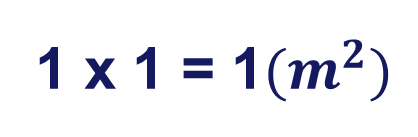 1 x 1 = 1(m²)